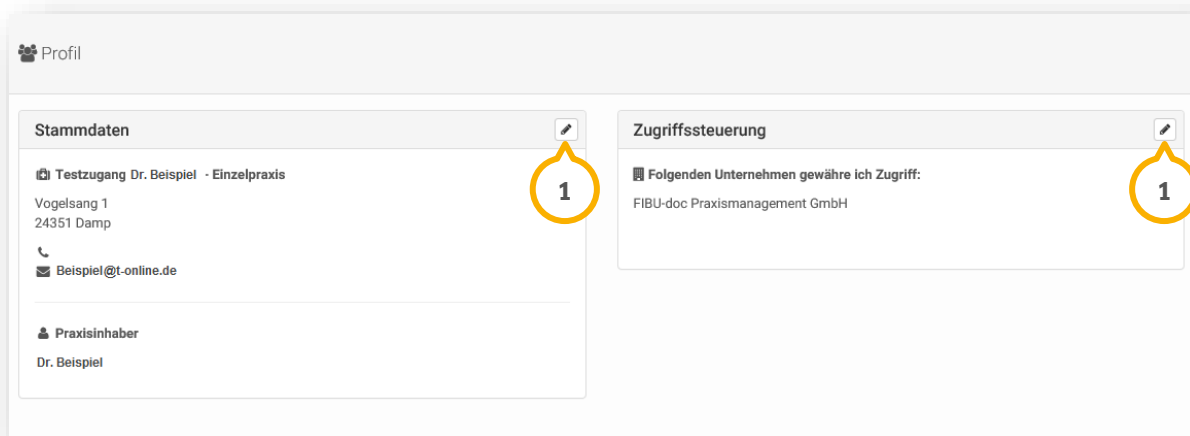 Profil
Stammdaten
Testzugang Dr. Beispiel - Einzelpraxis
Vogelsang 1
24351 Damp
Beispiel@t-online.de
Praxisinhaber
Dr. Beispiel
1
Zugriffssteuerung
Folgenden Unternehmen gewähre ich Zugriff:
FIBU-doc Praxismanagement GmbH
1